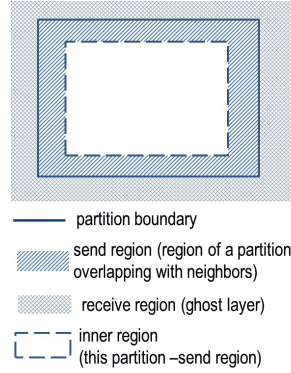 partition boundary
send region (region of a partition
overlapping with neighbors)
receive region (ghost layer)
inner region
(this partition –send region)